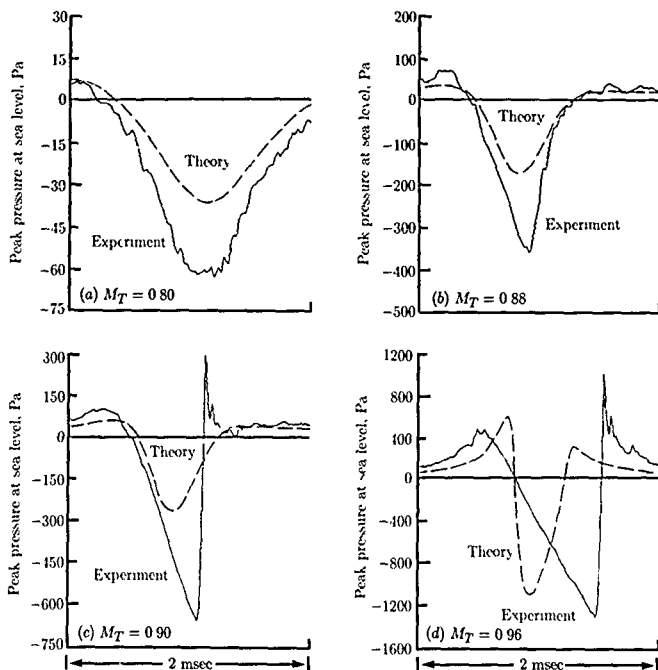 Peak pressure at sea level, Pa
30
15
0
-15
-30
-45
-60
-75
Theory
Experiment
(a) M_T = 0 80
Peak pressure at sea level, Pa
200
100
0
-100
-200
-300
-400
-500
Theory
Experiment
(b) M_T = 0 88
Peak pressure at sea level, Pa
300
150
0
-150
-300
-450
-600
-750
Theory
Experiment
(c) M_T = 0 90
2 msec
Peak pressure at sea level, Pa
1200
800
400
0
-400
-800
-1200
-1600
Theory
Experiment
(d) M_T = 0 96
2 msec